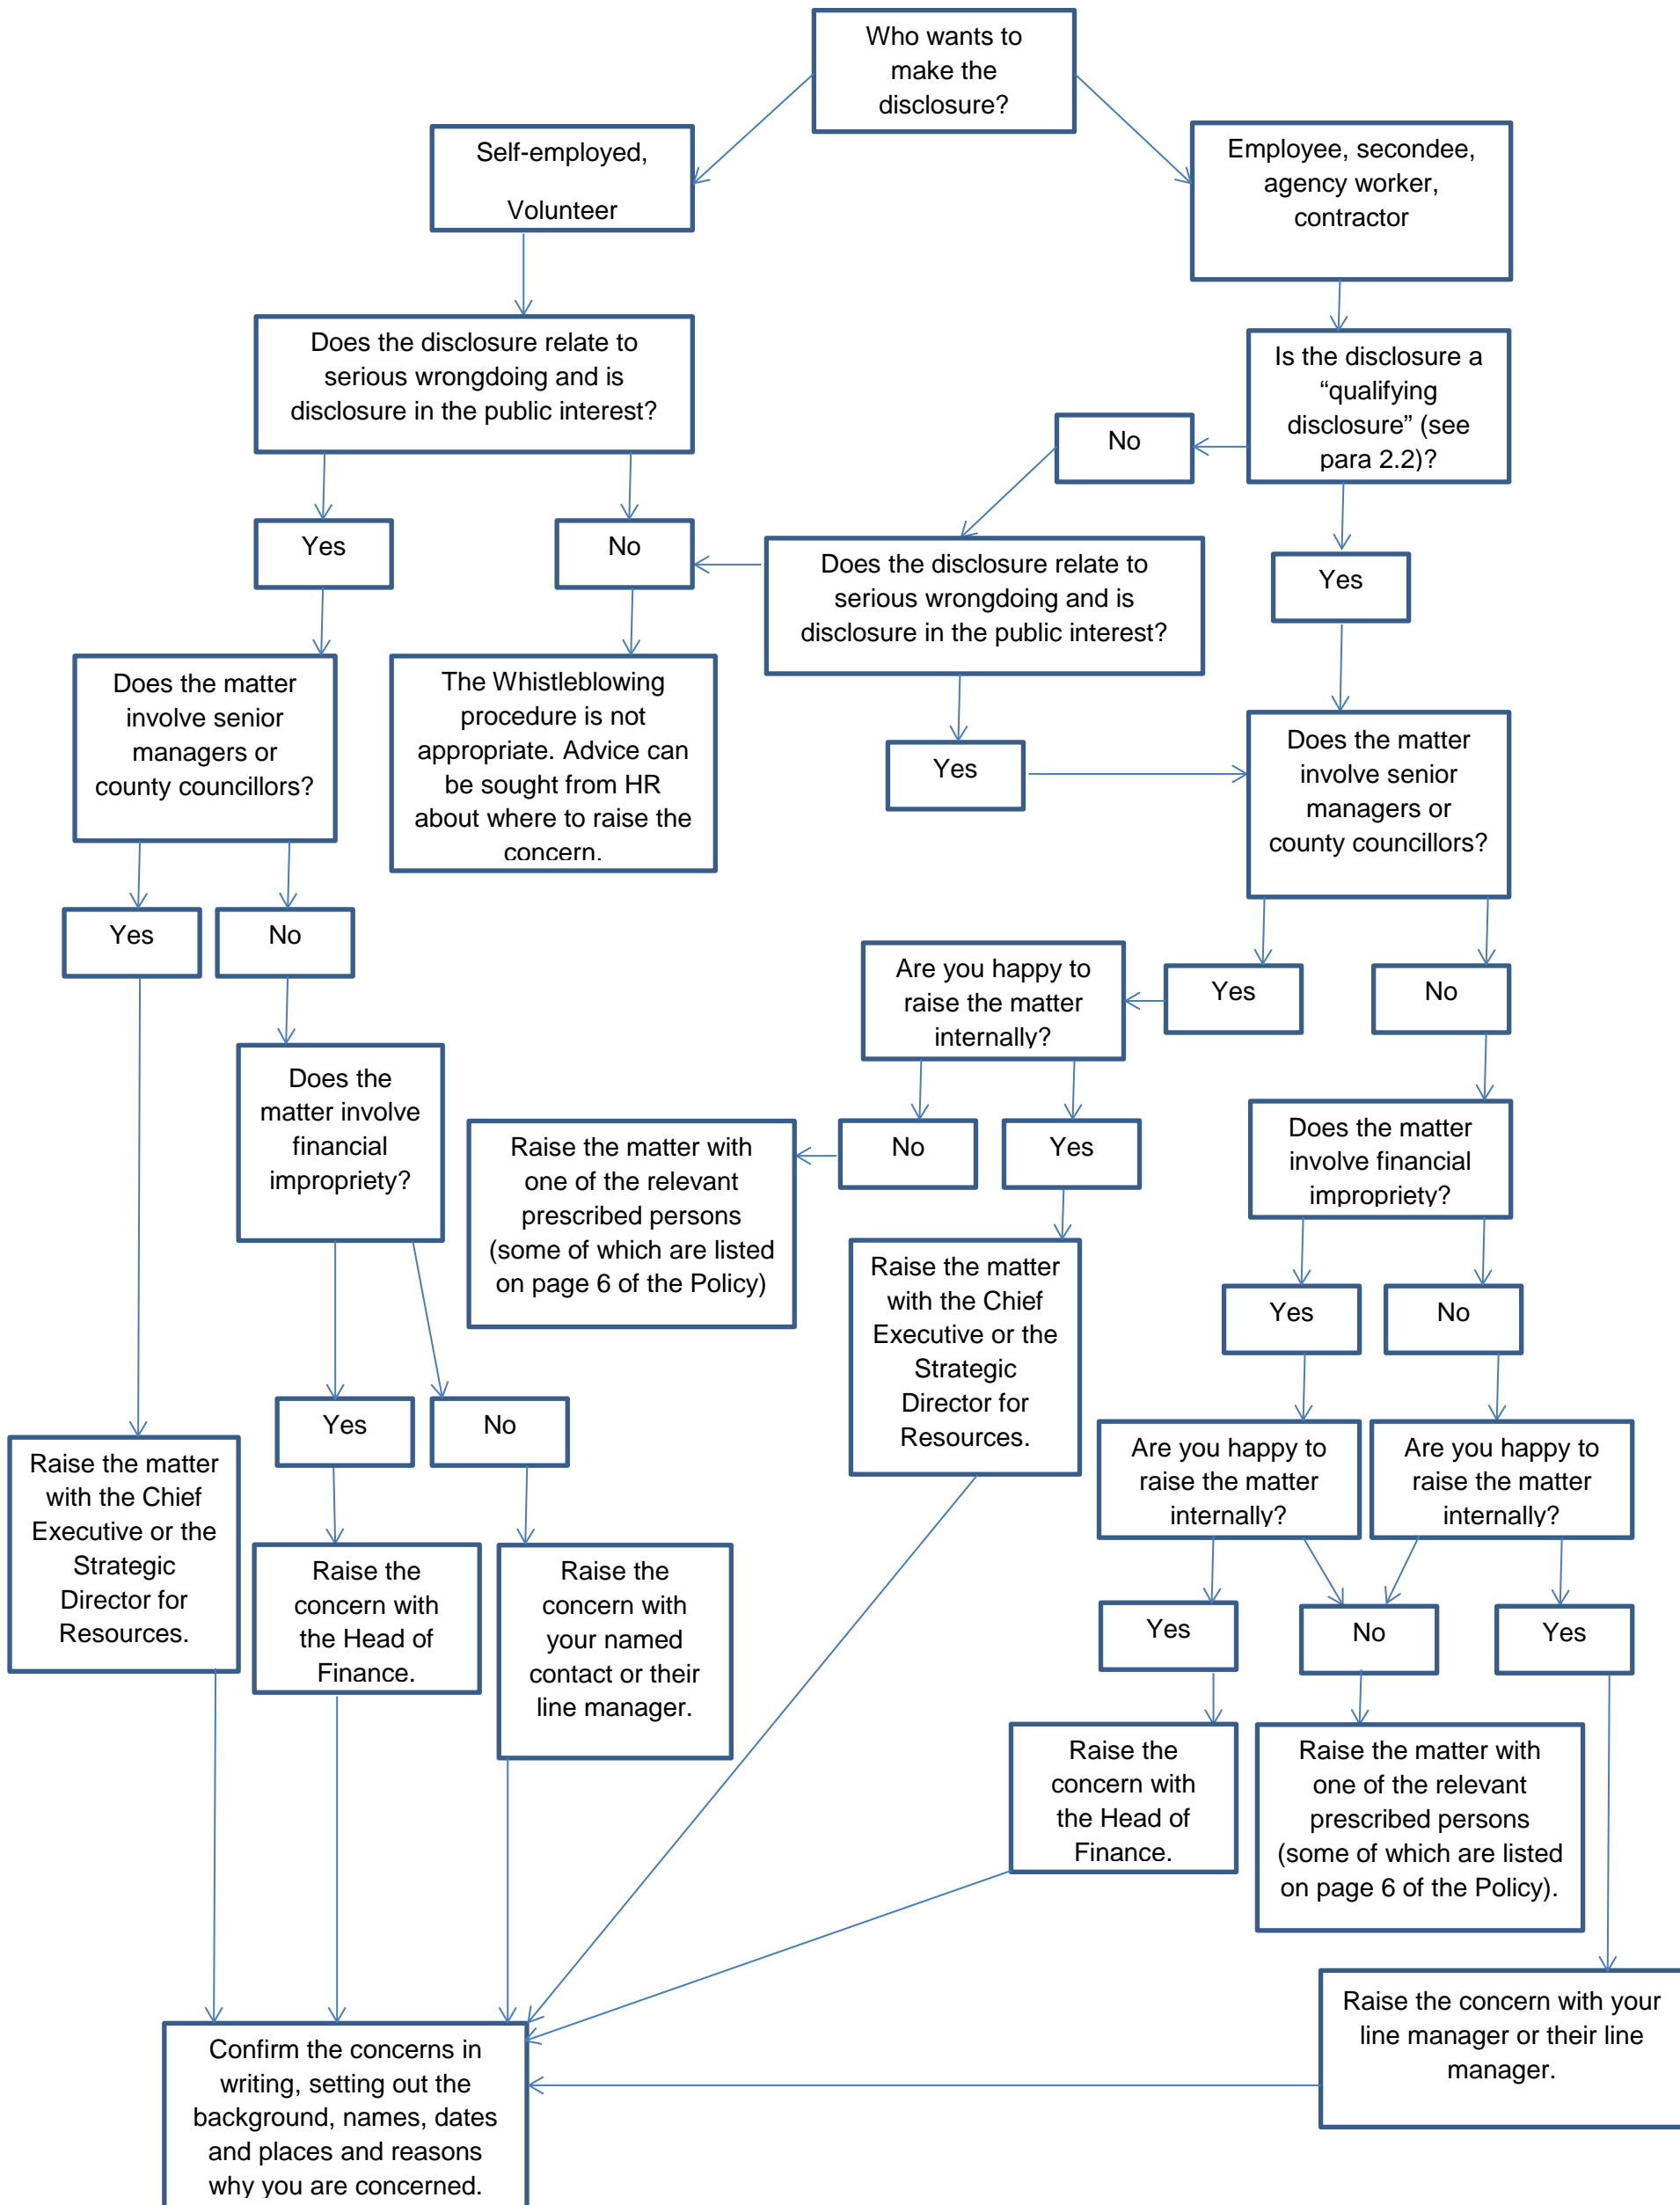 Who wants to
make the
disclosure?
Self-employed,
Volunteer
Employee, secondee,
agency worker,
contractor
Does the disclosure relate to
serious wrongdoing and is
disclosure in the public interest?
Is the disclosure a
“qualifying
disclosure” (see
para 2.2)?
No
Yes
No
Does the disclosure relate to
serious wrongdoing and is
disclosure in the public interest?
Yes
Does the matter
involve senior
managers or
county councillors?
The Whistleblowing
procedure is not
appropriate. Advice can
be sought from HR
about where to raise the
concern.
Yes
Does the matter
involve senior
managers or
county councillors?
Yes
No
Are you happy to
raise the matter
internally?
Yes
No
Does the
matter involve
financial
impropriety?
Raise the matter with
one of the relevant
prescribed persons
(some of which are listed
on page 6 of the Policy)
No
Yes
Does the matter
involve financial
impropriety?
Raise the matter
with the Chief
Executive or the
Strategic
Director for
Resources.
Yes
No
Yes
No
Raise the matter
with the Chief
Executive or the
Strategic
Director for
Resources.
Are you happy to
raise the matter
internally?
Are you happy to
raise the matter
internally?
Raise the
concern with
the Head of
Finance.
Raise the
concern with
your named
contact or their
line manager.
Yes
No
Yes
Raise the
concern with
the Head of
Finance.
Raise the matter with
one of the relevant
prescribed persons
(some of which are listed
on page 6 of the Policy).
Raise the concern with your
line manager or their line
manager.
Confirm the concerns in
writing, setting out the
background, names, dates
and places and reasons
why you are concerned.